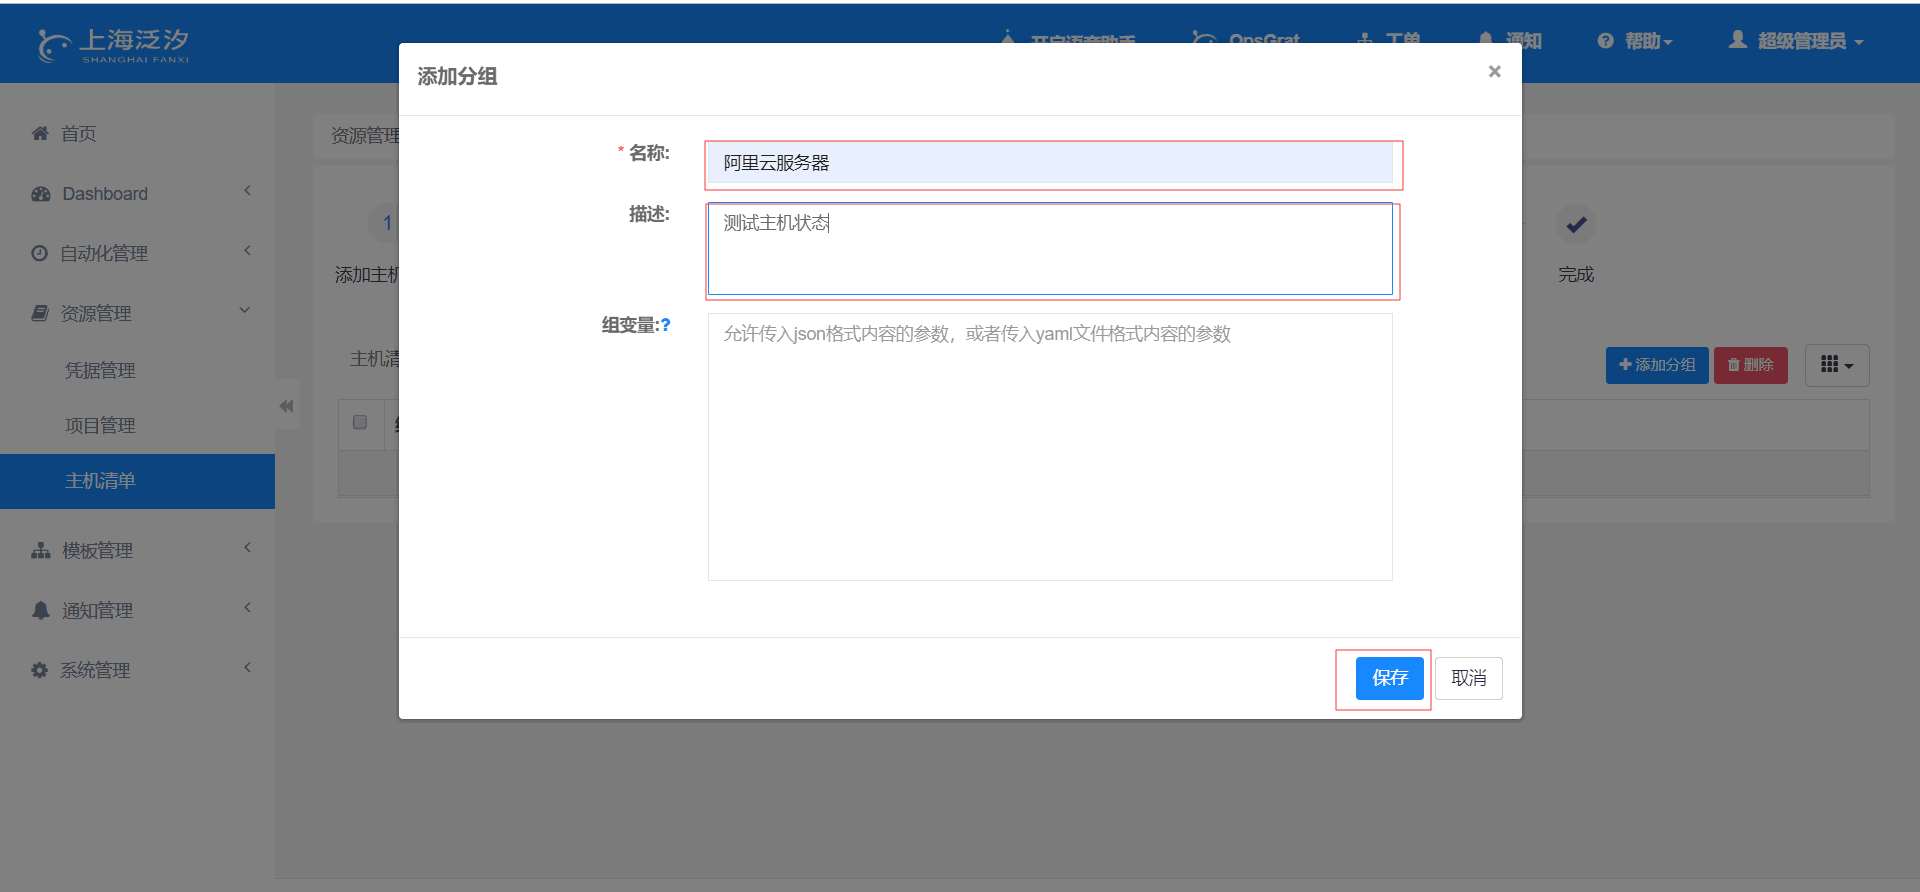 上海泛汐
SHANGHAI FANXI
开启语音助手
OpsGrat
工单
通知
帮助
超级管理员
首页
Dashboard
自动化管理
资源管理
凭据管理
项目管理
主机清单
模板管理
通知管理
系统管理
资源管理
1
添加主机
完成
主机清
添加分组
删除
添加分组
×
* 名称:
阿里云服务器
描述:
测试主机状态
组变量:?
允许传入json格式内容的参数，或者传入yaml文件格式内容的参数
保存
取消